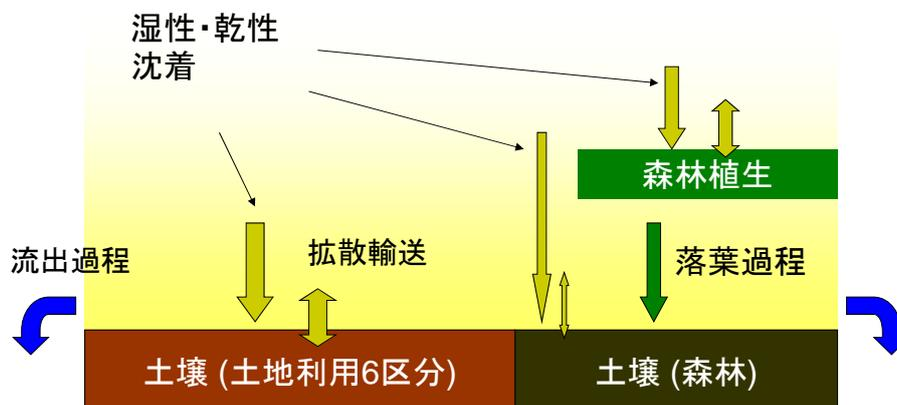 湿性・乾性
沈着
森林植生
流出過程
拡散輸送
落葉過程
土壌 (土地利用6区分)
土壌 (森林)